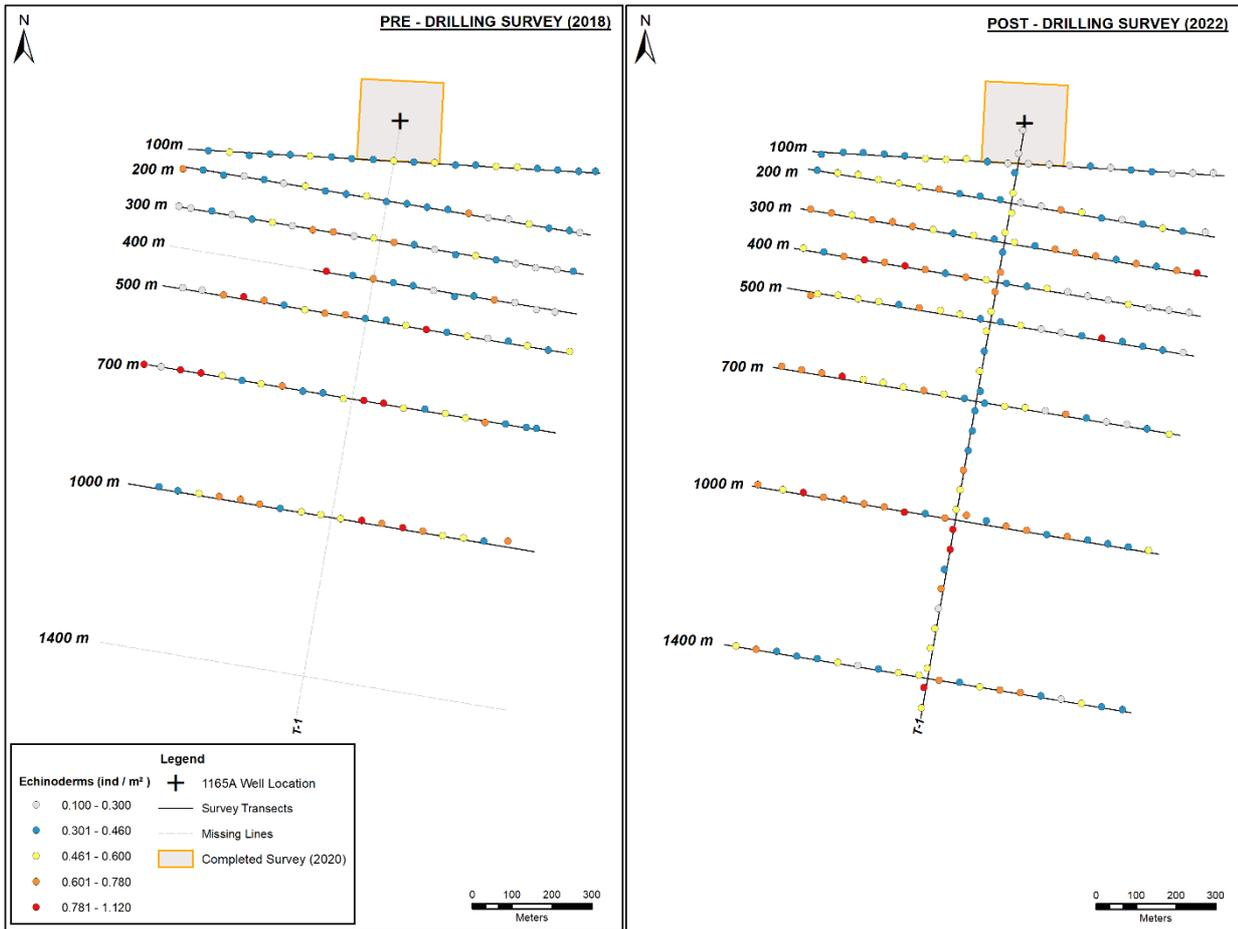 N
PRE - DRILLING SURVEY (2018)
100m
200 m
300 m
400 m
500 m
700 m
1000 m
1400 m
T-1
Legend
Echinoderms (ind / m² )
0.100 - 0.300
0.301 - 0.460
0.461 - 0.600
0.601 - 0.780
0.781 - 1.120
1165A Well Location
Survey Transects
Missing Lines
Completed Survey (2020)
0 100 200 300
Meters
N
POST - DRILLING SURVEY (2022)
100m
200 m
300 m
400 m
500 m
700 m
1000 m
1400 m
T-1
0 100 200 300
Meters